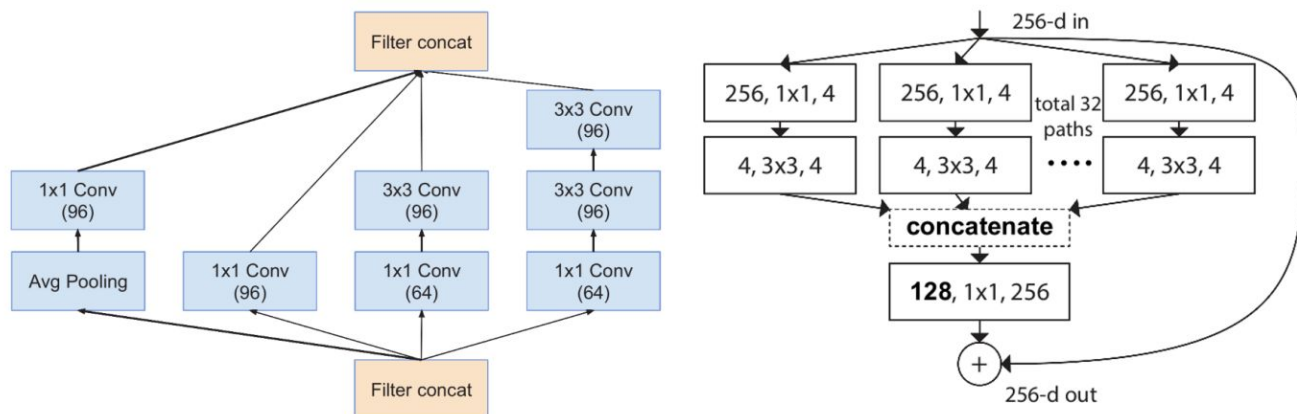 Filter concat
3x3 Conv
(96)
1x1 Conv
(96)
3x3 Conv
(96)
3x3 Conv
(96)
Avg Pooling
1x1 Conv
(96)
1x1 Conv
(64)
1x1 Conv
(64)
Filter concat
256-d in
256, 1x1, 4
256, 1x1, 4
256, 1x1, 4
total 32
paths
4, 3x3, 4
4, 3x3, 4
....
4, 3x3, 4
concatenate
128, 1x1, 256
+
256-d out